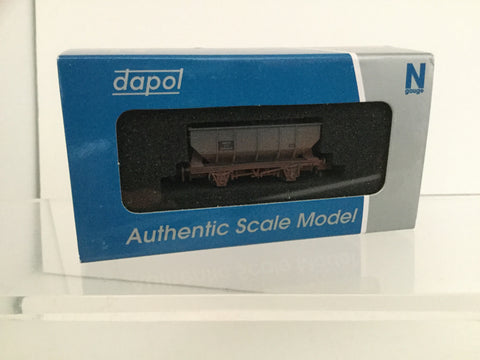 dapol
N
gauge
Authentic Scale Model